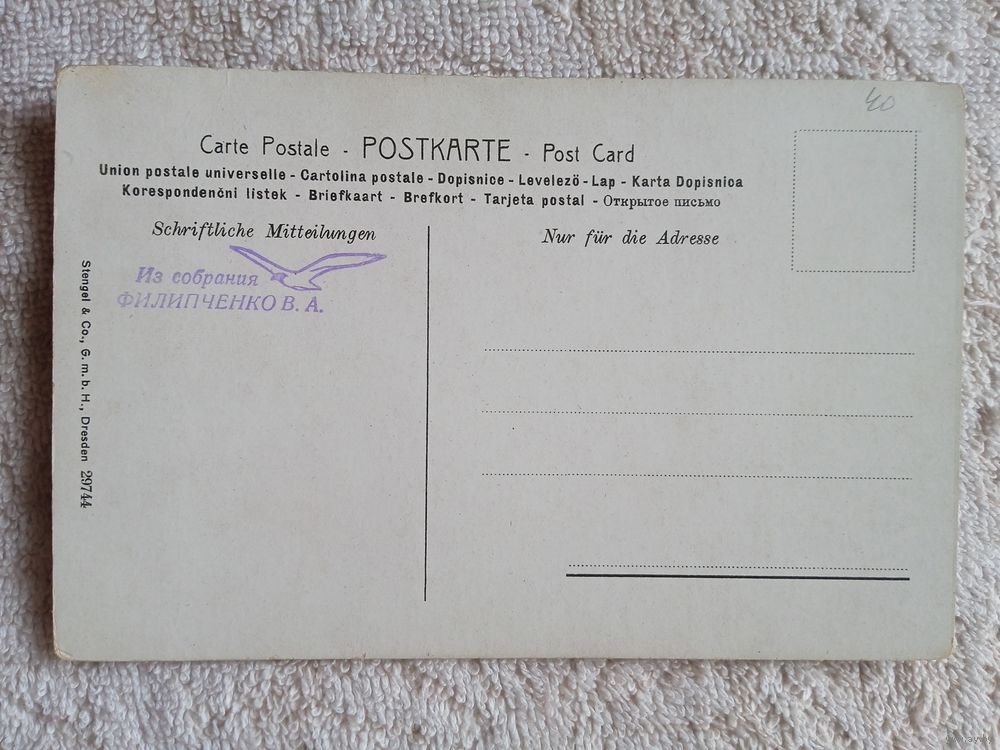 40
Carte Postale - POSTKARTE - Post Card
Union postale universelle - Cartolina postale - Dopisnice - Levelező - Lap - Karta Dopisnica
Korespondenčni listek - Briefkaart - Brefkort - Tarjeta postal - Открытое письмо
Schriftliche Mitteilungen
Nur für die Adresse
Из собрания
ФИЛИПЧЕНКО В. А.
Stengel & Co., G. m. b. H., Dresden 29744